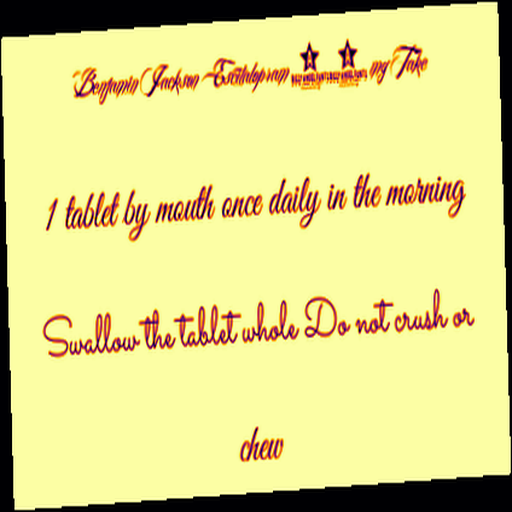 Benjamin Jackson Escitalopram mg Take
1 tablet by mouth once daily in the morning
Swallow the tablet whole Do not crush or
chew